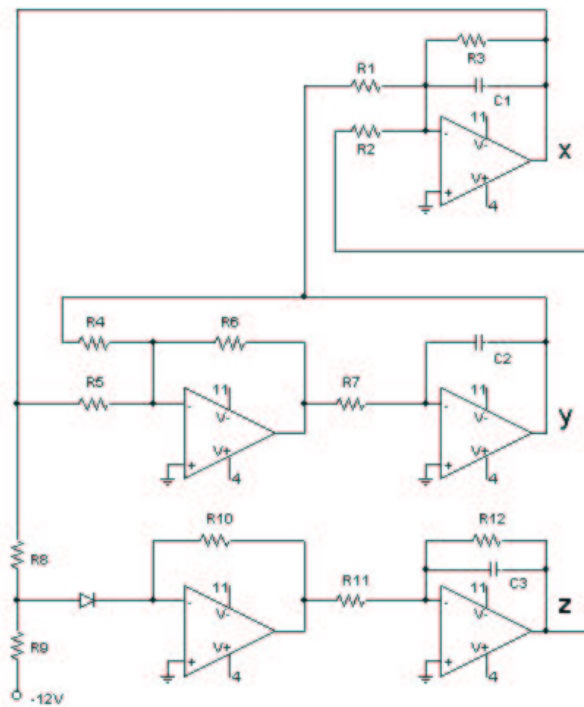 R3
R1
C1
11
R2
-
V-
x
V+
+
4
R4
R6
C2
R5
11
R7
11
-
V-
-
V-
y
V+
V+
+
4
+
4
R10
R12
R8
R11
C3
11
11
z
-
V-
-
V-
R9
V+
V+
+
4
+
4
-12V